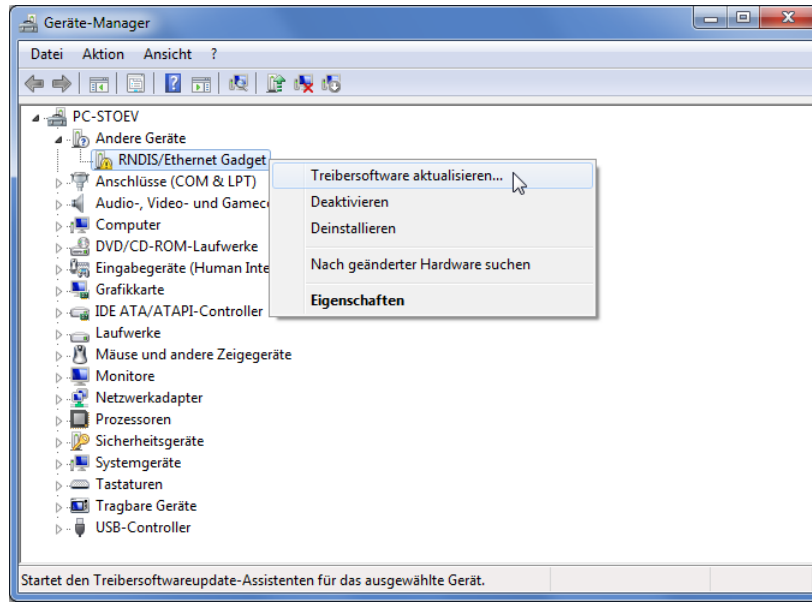 Geräte-Manager
Datei Aktion Ansicht ?
PC-STOEV
Andere Geräte
RNDIS/Ethernet Gadget
Anschlüsse (COM & LPT)
Audio-, Video- und
Computer
DVD/CD-ROM-Laufwerke
Eingabegeräte (Human
Grafikkarte
IDE ATA/ATAPI-Controller
Laufwerke
Mäuse und andere Zeigegeräte
Monitore
Netzwerkadapter
Prozessoren
Sicherheitsgeräte
Systemgeräte
Tastaturen
Tragbare Geräte
USB-Controller
Treibersoftware aktualisieren...
Deaktivieren
Deinstallieren
Nach geänderter Hardware suchen
Eigenschaften
Startet den Treibersoftwareupdate-Assistenten für das ausgewählte Gerät.